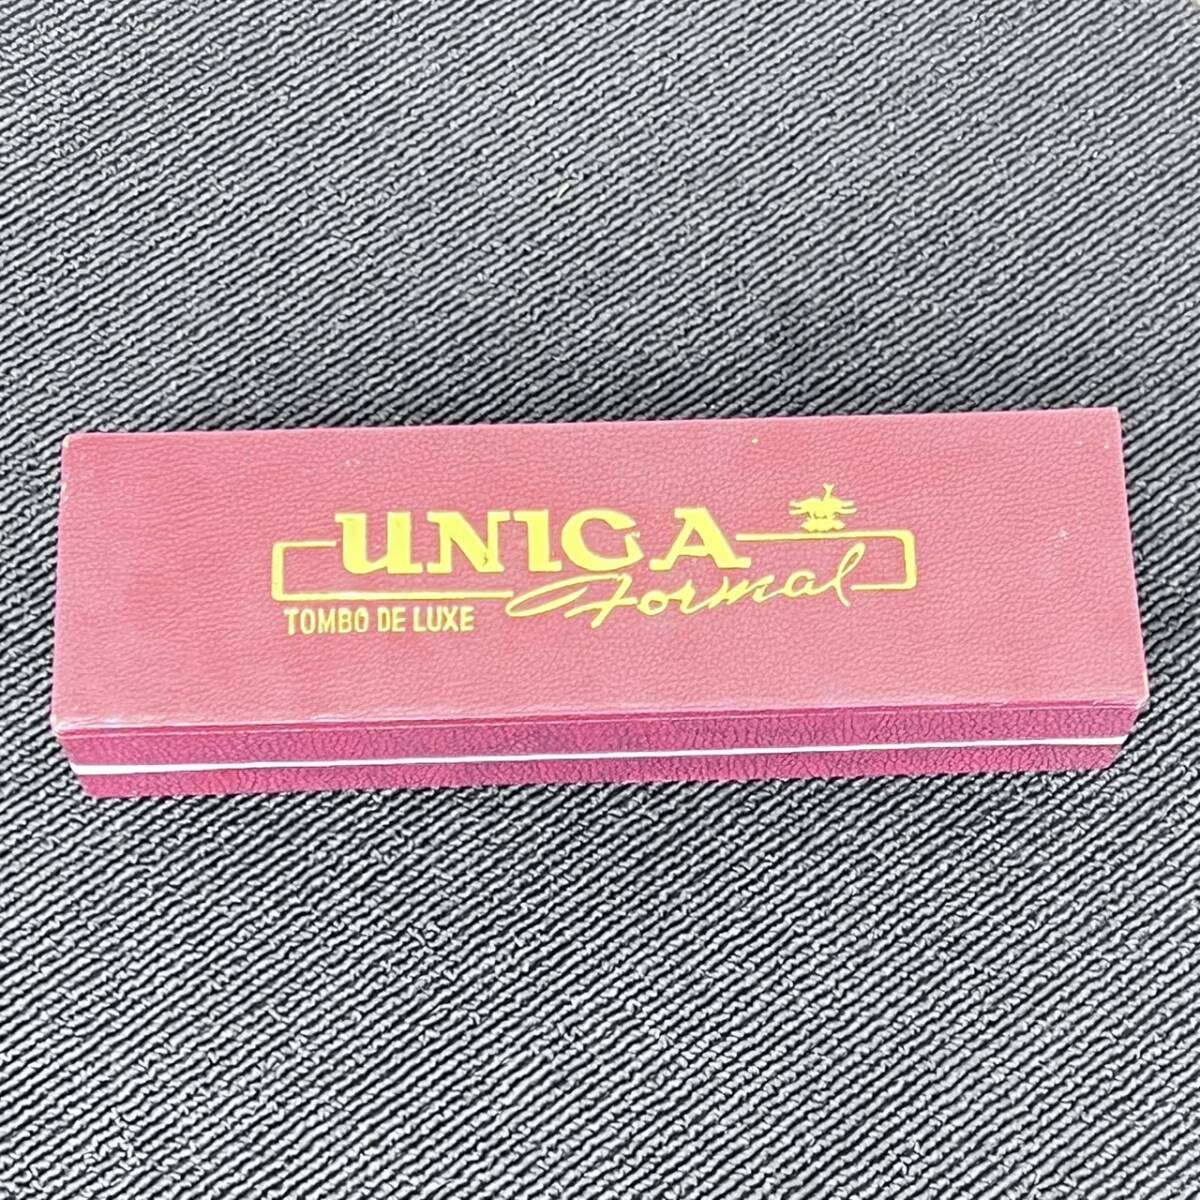 UNICA
Formal
TOMBO DE LUXE